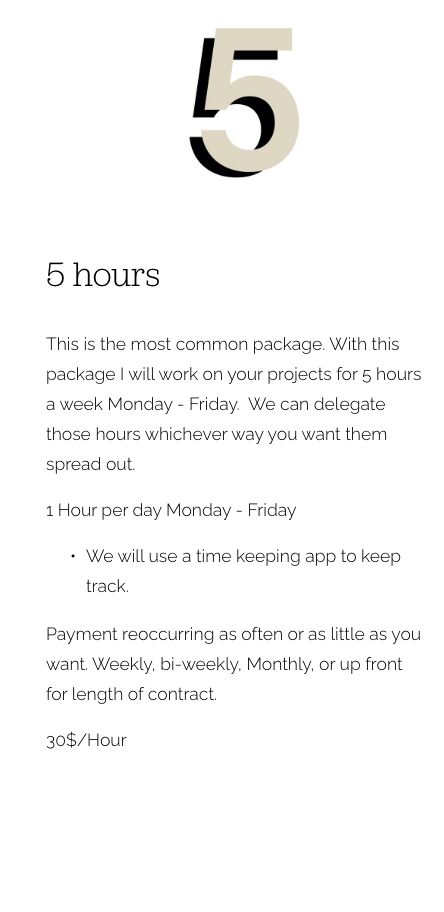 5
5 hours
This is the most common package. With this
package I will work on your projects for 5 hours
a week Monday - Friday.  We can delegate
those hours whichever way you want them
spread out.
1 Hour per day Monday - Friday
• We will use a time keeping app to keep
track.
Payment reoccurring as often or as little as you
want. Weekly, bi-weekly, Monthly, or up front
for length of contract.
30$/Hour